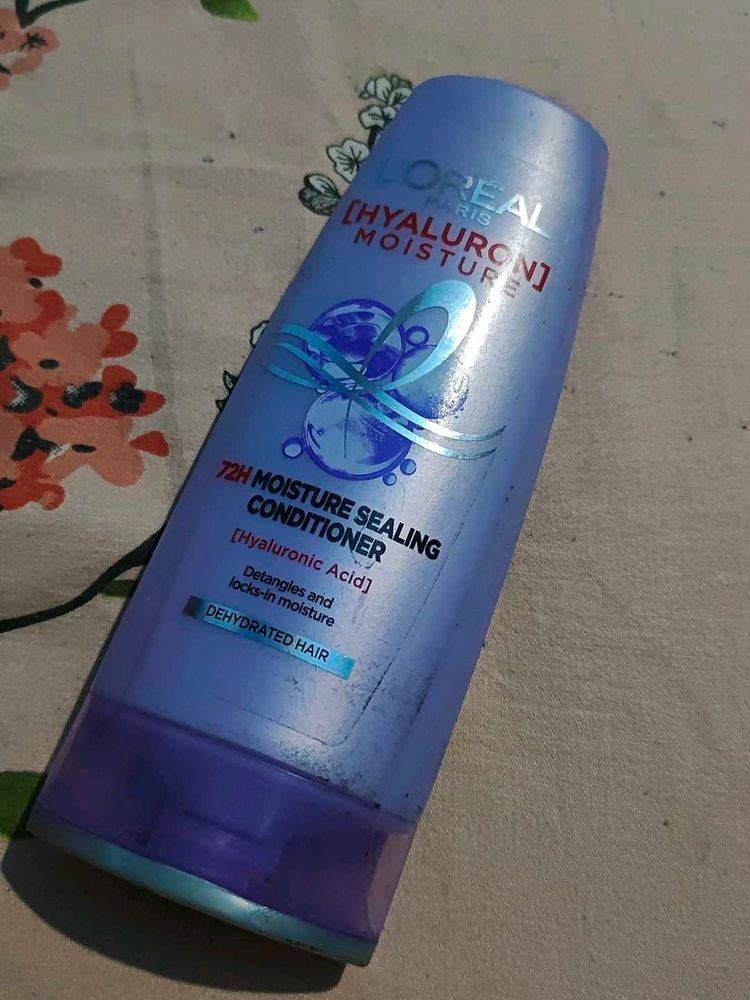 L'ORÉAL
PARIS
[HYALURON]
MOISTURE
72H MOISTURE SEALING
CONDITIONER
[Hyaluronic Acid]
Detangles and
locks-in moisture
DEHYDRATED HAIR